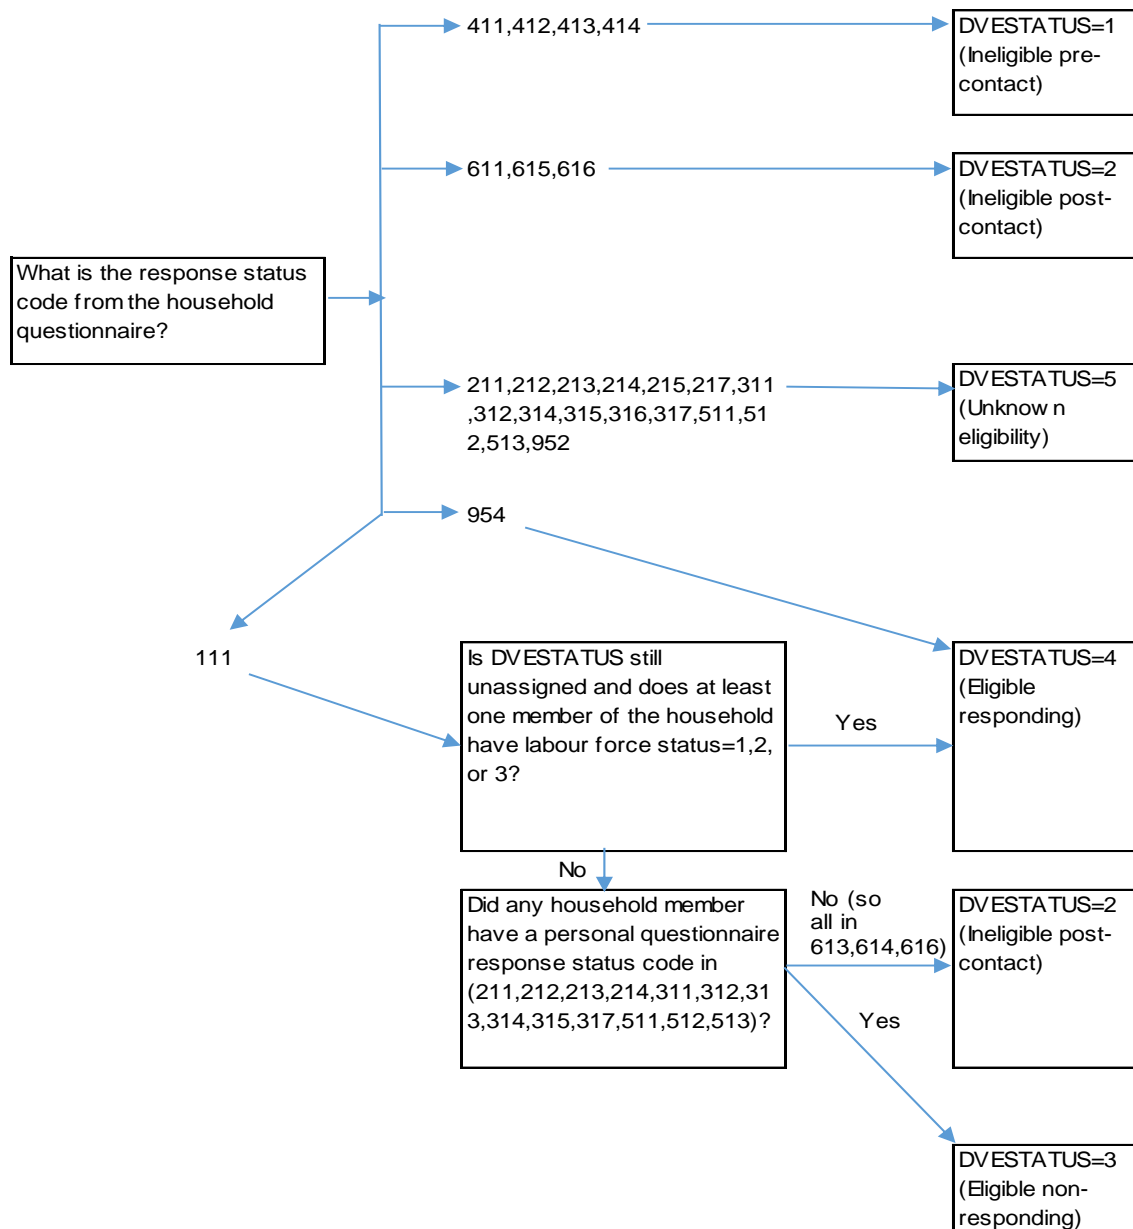 411,412,413,414
DVESTATUS=1
(Ineligible pre-
contact)
611,615,616
DVESTATUS=2
(Ineligible post-
contact)
What is the response status
code from the household
questionnaire?
211,212,213,214,215,217,311
,312,314,315,316,317,511,51
2,513,952
DVESTATUS=5
(Unknow n
eligibility)
954
111
Is DVESTATUS still
unassigned and does at least
one member of the household
have labour force status=1,2,
or 3?
Yes
DVESTATUS=4
(Eligible
responding)
No
Did any household member
have a personal questionnaire
response status code in
(211,212,213,214,311,312,31
3,314,315,317,511,512,513)?
No (so
all in
613,614,616)
DVESTATUS=2
(Ineligible post-
contact)
Yes
DVESTATUS=3
(Eligible non-
responding)